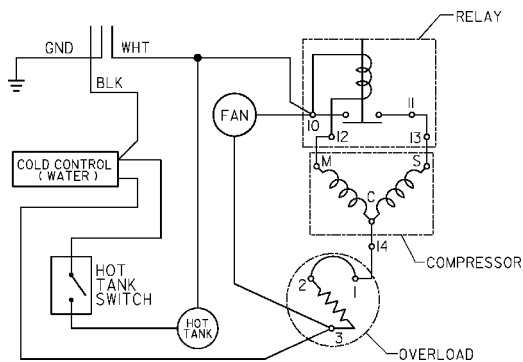 RELAY
GND
WHT
BLK
FAN
10
11
12
13
COLD CONTROL
(WATER)
M
S
C
14
HOT
TANK
SWITCH
HOT TANK
2
1
3
COMPRESSOR
OVERLOAD